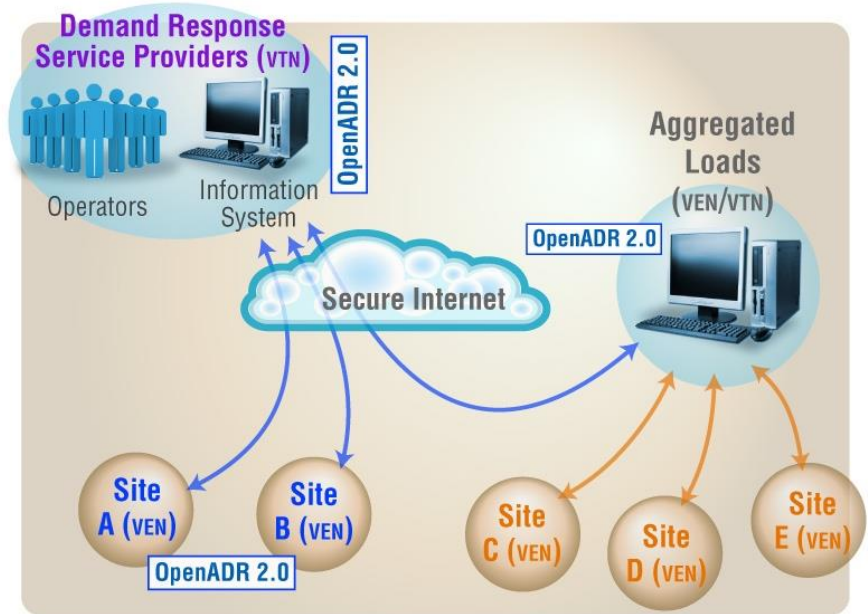 Demand Response
Service Providers (VTN)
OpenADR 2.0
Operators
Information
System
Aggregated
Loads
(VEN/VTN)
OpenADR 2.0
Secure Internet
Site
A (VEN)
Site
B (VEN)
OpenADR 2.0
Site
C (VEN)
Site
D (VEN)
Site
E (VEN)